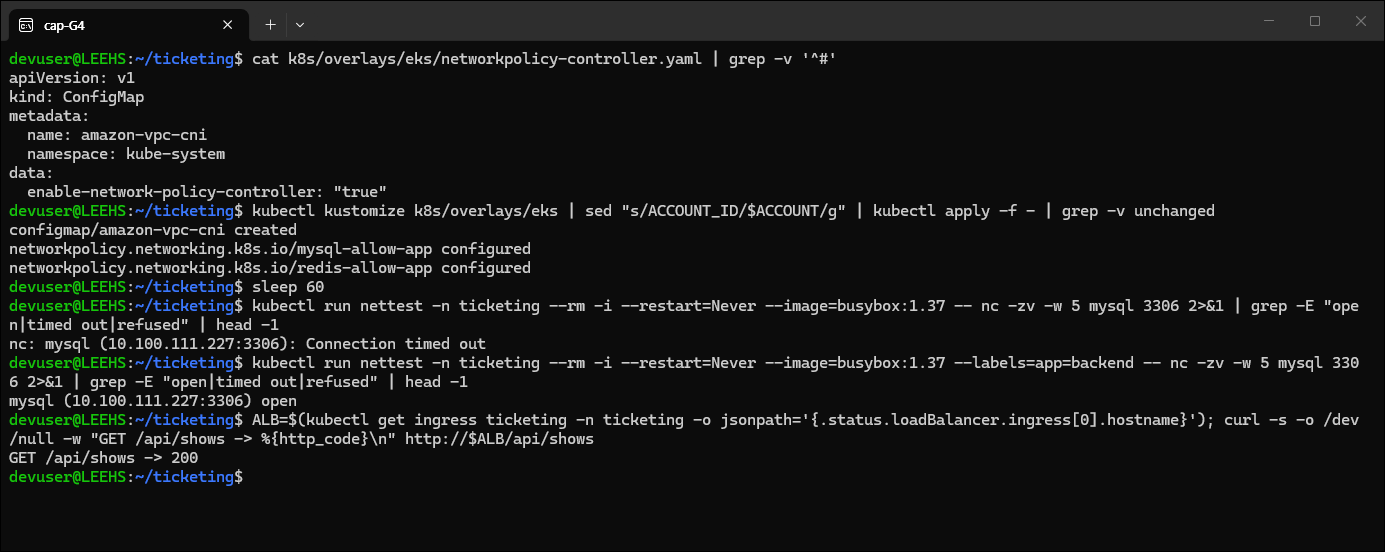 cap-G4
devuser@LEEHS:~/ticketing$ cat k8s/overlays/eks/networkpolicy-controller.yaml | grep -v '^#'
apiVersion: v1
kind: ConfigMap
metadata:
  name: amazon-vpc-cni
  namespace: kube-system
data:
  enable-network-policy-controller: "true"
devuser@LEEHS:~/ticketing$ kubectl kustomize k8s/overlays/eks | sed "s/ACCOUNT_ID/$ACCOUNT/g" | kubectl apply -f - | grep -v unchanged
configmap/amazon-vpc-cni created
networkpolicy.networking.k8s.io/mysql-allow-app configured
networkpolicy.networking.k8s.io/redis-allow-app configured
devuser@LEEHS:~/ticketing$ sleep 60
devuser@LEEHS:~/ticketing$ kubectl run nettest -n ticketing --rm -i --restart=Never --image=busybox:1.37 -- nc -zv -w 5 mysql 3306 2>&1 | grep -E "ope
n|timed out|refused" | head -1
nc: mysql (10.100.111.227:3306): Connection timed out
devuser@LEEHS:~/ticketing$ kubectl run nettest -n ticketing --rm -i --restart=Never --image=busybox:1.37 --labels=app=backend -- nc -zv -w 5 mysql 330
6 2>&1 | grep -E "open|timed out|refused" | head -1
mysql (10.100.111.227:3306) open
devuser@LEEHS:~/ticketing$ ALB=$(kubectl get ingress ticketing -n ticketing -o jsonpath='{.status.loadBalancer.ingress[0].hostname}'); curl -s -o /dev
/null -w "GET /api/shows -> %{http_code}\n" http://$ALB/api/shows
GET /api/shows -> 200
devuser@LEEHS:~/ticketing$